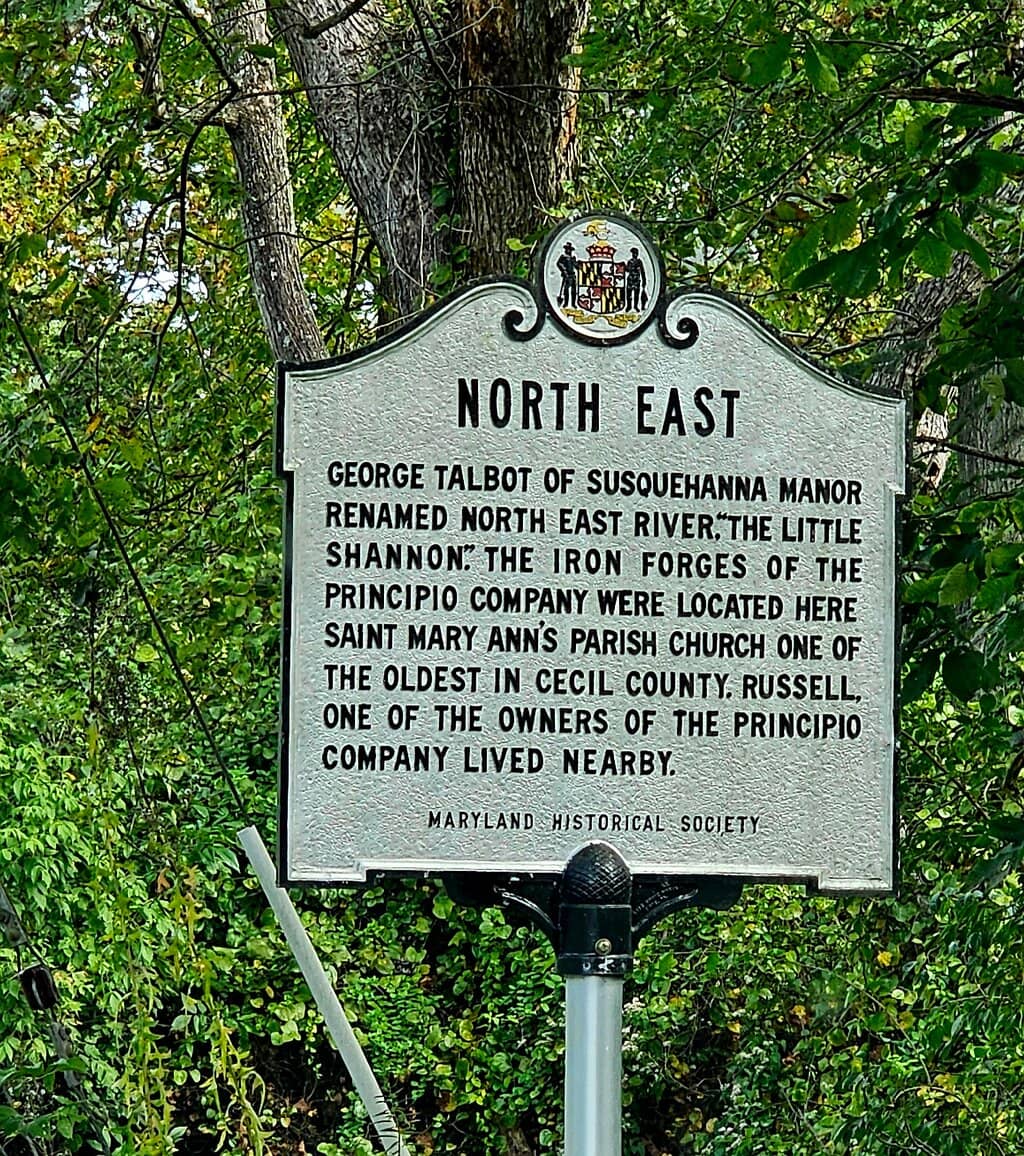 NORTH EAST
GEORGE TALBOT OF SUSQUEHANNA MANOR
RENAMED NORTH EAST RIVER, "THE LITTLE
SHANNON." THE IRON FORGES OF THE
PRINCIPIO COMPANY WERE LOCATED HERE
SAINT MARY ANN'S PARISH CHURCH ONE OF
THE OLDEST IN CECIL COUNTY. RUSSELL,
ONE OF THE OWNERS OF THE PRINCIPIO
COMPANY LIVED NEARBY.
MARYLAND HISTORICAL SOCIETY